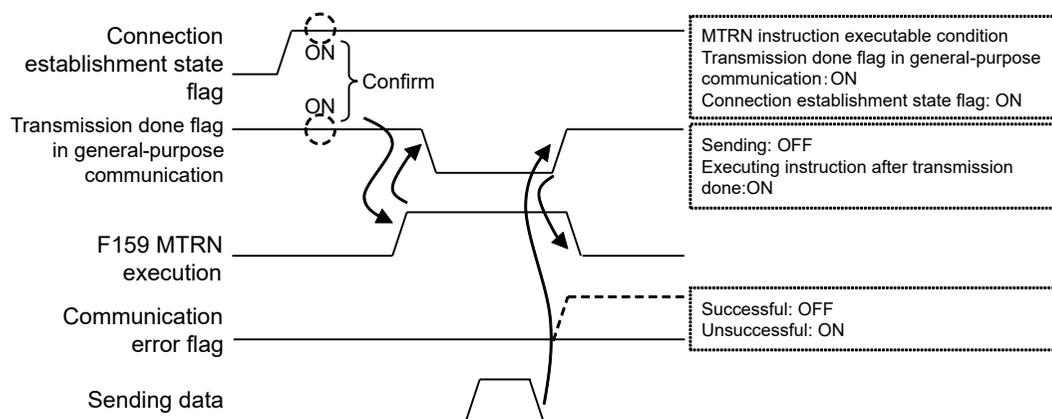 Connection
establishment state
flag
ON
Confirm
ON
Transmission done flag
in general-purpose
communication
F159 MTRN
execution
Communication
error flag
Sending data
MTRN instruction executable condition
Transmission done flag in general-purpose
communication: ON
Connection establishment state flag: ON
Sending: OFF
Executing instruction after transmission
done:ON
Successful: OFF
Unsuccessful: ON